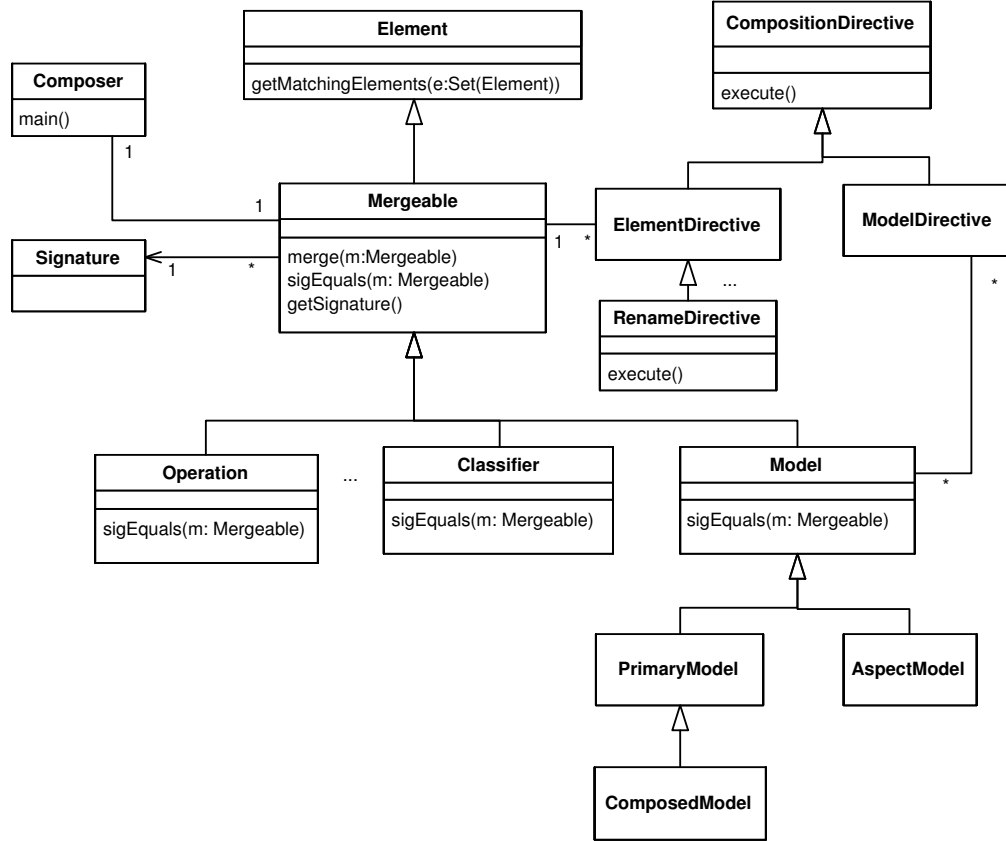 Element
getMatchingElements(e:Set(Element))
CompositionDirective
execute()
Composer
main()
1
1
Mergeable
merge(m:Mergeable)
sigEquals(m: Mergeable)
getSignature()
1
*
ElementDirective
ModelDirective
*
Signature
1
*
...
RenameDirective
execute()
Operation
sigEquals(m: Mergeable)
...
Classifier
sigEquals(m: Mergeable)
Model
sigEquals(m: Mergeable)
*
PrimaryModel
AspectModel
ComposedModel